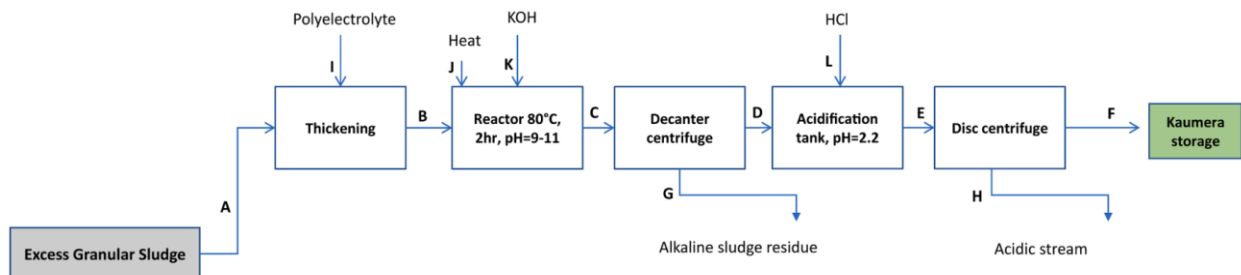 Polyelectrolyte
KOH
HCl
Heat
I
J
K
L
Thickening
B
Reactor 80°C,
2hr, pH=9-11
C
Decanter
centrifuge
D
Acidification
tank, pH=2.2
E
Disc centrifuge
F
Kaumera
storage
A
G
H
Excess Granular Sludge
Alkaline sludge residue
Acidic stream